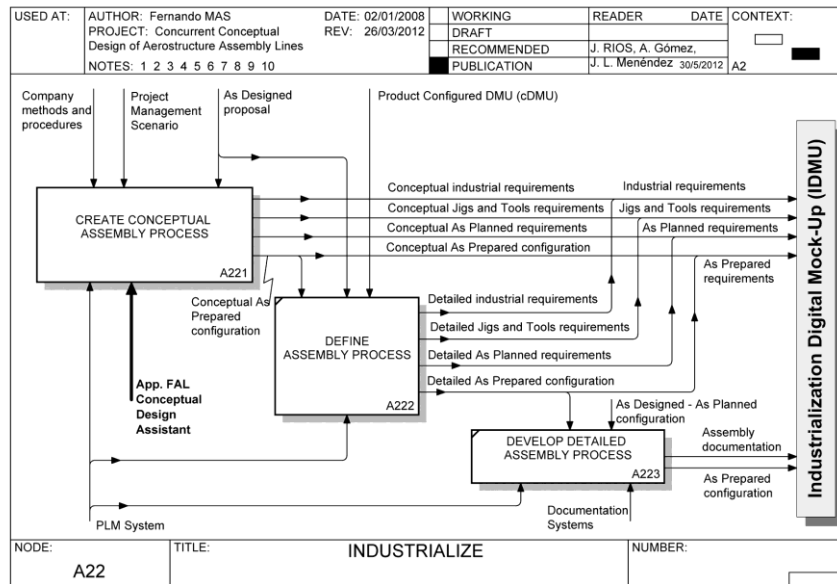 USED AT:
AUTHOR: Fernando MAS
PROJECT: Concurrent Conceptual
Design of Aerostructure Assembly Lines
NOTES: 1 2 3 4 5 6 7 8 9 10
DATE: 02/01/2008
REV: 26/03/2012
WORKING
DRAFT
RECOMMENDED
PUBLICATION
READER DATE
J. RIOS, A. Gómez,
J. L. Menéndez 30/5/2012
CONTEXT:
A2
Company
methods and
procedures
Project
Management
Scenario
As Designed
proposal
Product Configured DMU (cDMU)
CREATE CONCEPTUAL
ASSEMBLY PROCESS
A221
Conceptual industrial requirements
Conceptual Jigs and Tools requirements
Conceptual As Planned requirements
Conceptual As Prepared configuration
Industrial requirements
Jigs and Tools requirements
As Planned requirements
As Prepared
requirements
Conceptual As
Prepared
configuration
DEFINE
ASSEMBLY PROCESS
A222
Detailed industrial requirements
Detailed Jigs and Tools requirements
Detailed As Planned requirements
Detailed As Prepared configuration
App. FAL
Conceptual
Design
Assistant
As Designed - As Planned
configuration
DEVELOP DETAILED
ASSEMBLY PROCESS
A223
Assembly
documentation
As Prepared
configuration
PLM System
Documentation
Systems
Industrialization Digital Mock-Up (IDMU)
NODE:
A22
TITLE:
INDUSTRIALIZE
NUMBER: